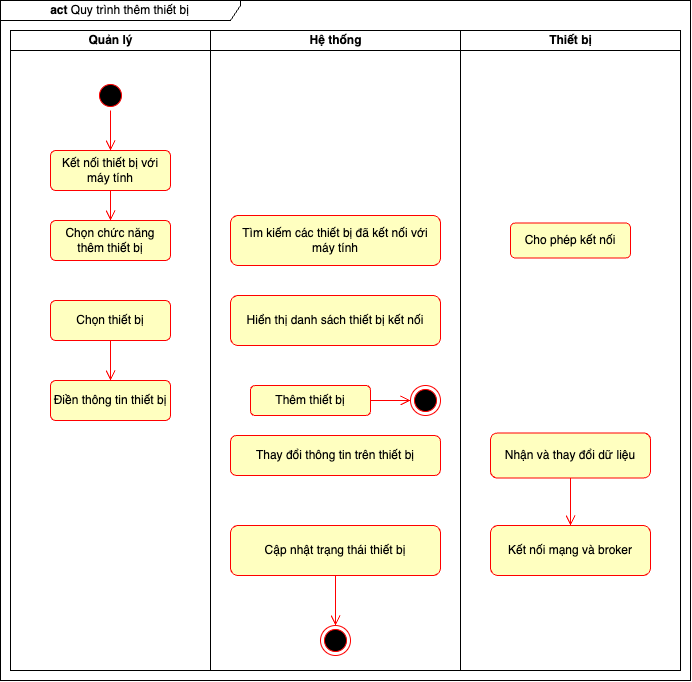 act Quy trình thêm thiết bị
Quản lý
Hệ thống
Thiết bị
Kết nối thiết bị với
máy tính
Chọn chức năng
thêm thiết bị
Tìm kiếm các thiết bị đã kết nối với
máy tính
Cho phép kết nối
Chọn thiết bị
Hiển thị danh sách thiết bị kết nối
Điền thông tin thiết bị
Thêm thiết bị
Thay đổi thông tin trên thiết bị
Nhận và thay đổi dữ liệu
Cập nhật trạng thái thiết bị
Kết nối mạng và broker